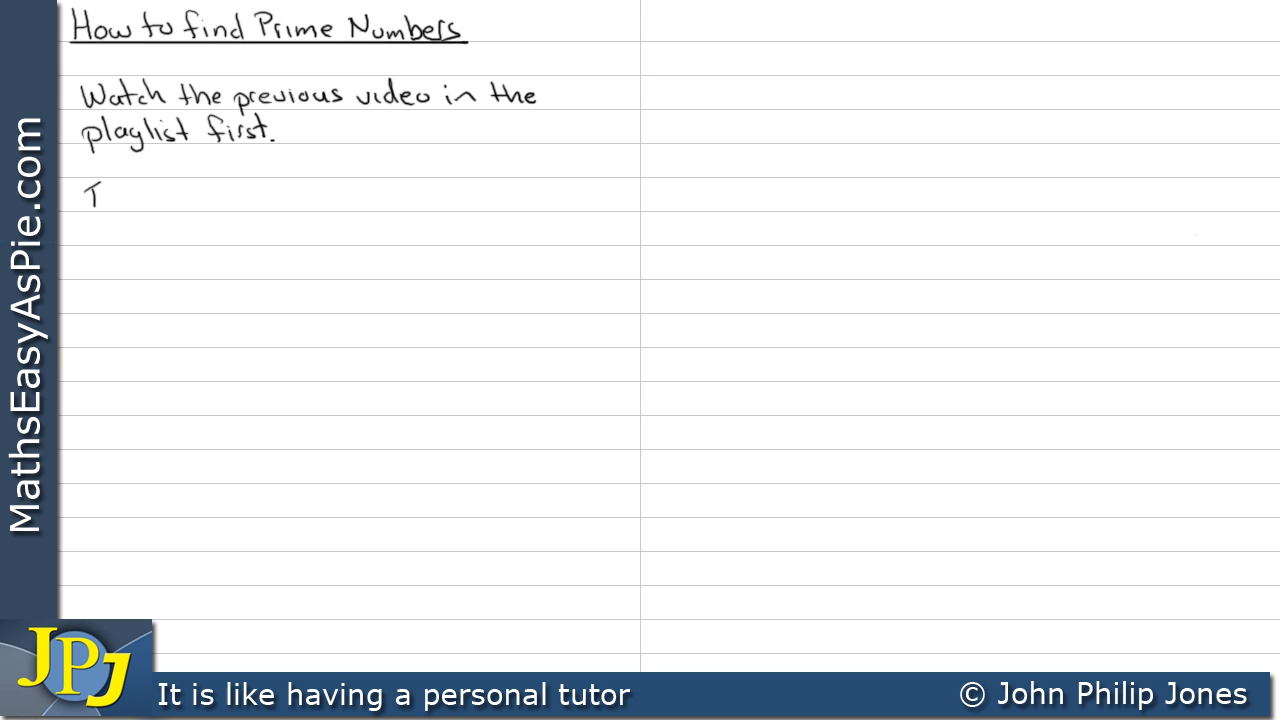 How to find Prime Numbers
Watch the previous video in the
playlist first.
T
MathsEasyAsPie.com
JPJ
It is like having a personal tutor
© John Philip Jones